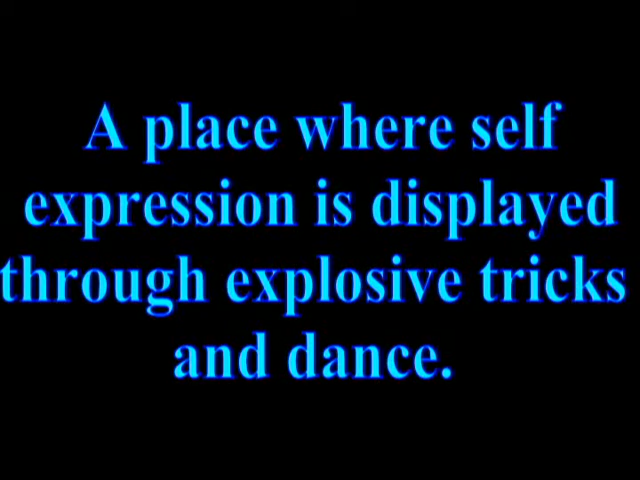 A place where self
expression is displayed
through explosive tricks
and dance.